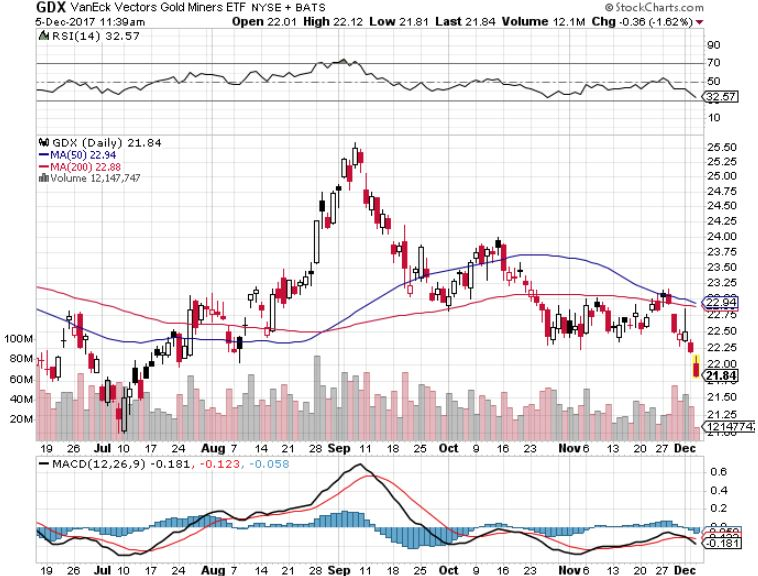 GDX VanEck Vectors Gold Miners ETF NYSE + BATS © StockCharts.com
5-Dec-2017 11:39am Open 22.01 High 22.12 Low 21.81 Last 21.84 Volume 12.1M Chg -0.36 (-1.62%)
RSI(14) 32.57
90
70
50
32.57
10
GDX (Daily) 21.84
MA(50) 22.94
MA(200) 22.88
Volume 12,147,747
25.50
25.25
25.00
24.75
24.50
24.25
24.00
23.75
23.50
23.25
22.94
22.75
22.50
22.25
22.00
21.84
21.50
21.25
100M
80M
60M
40M
20M
1214774
19 26 Jul 10 17 24 Aug 7 14 21 28 Sep 11 18 25 Oct 9 16 23 Nov 6 13 20 27 Dec
MACD(12,26,9) -0.181, -0.123, -0.058
0.6
0.4
0.2
-0.181
19 26 Jul 10 17 24 Aug 7 14 21 28 Sep 11 18 25 Oct 9 16 23 Nov 6 13 20 27 Dec